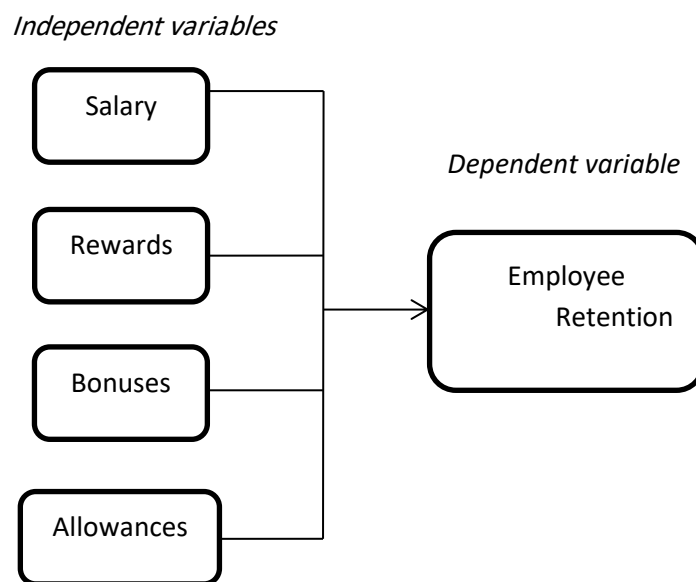 Independent variables
Salary
Dependent variable
Rewards
Employee
Retention
Bonuses
Allowances